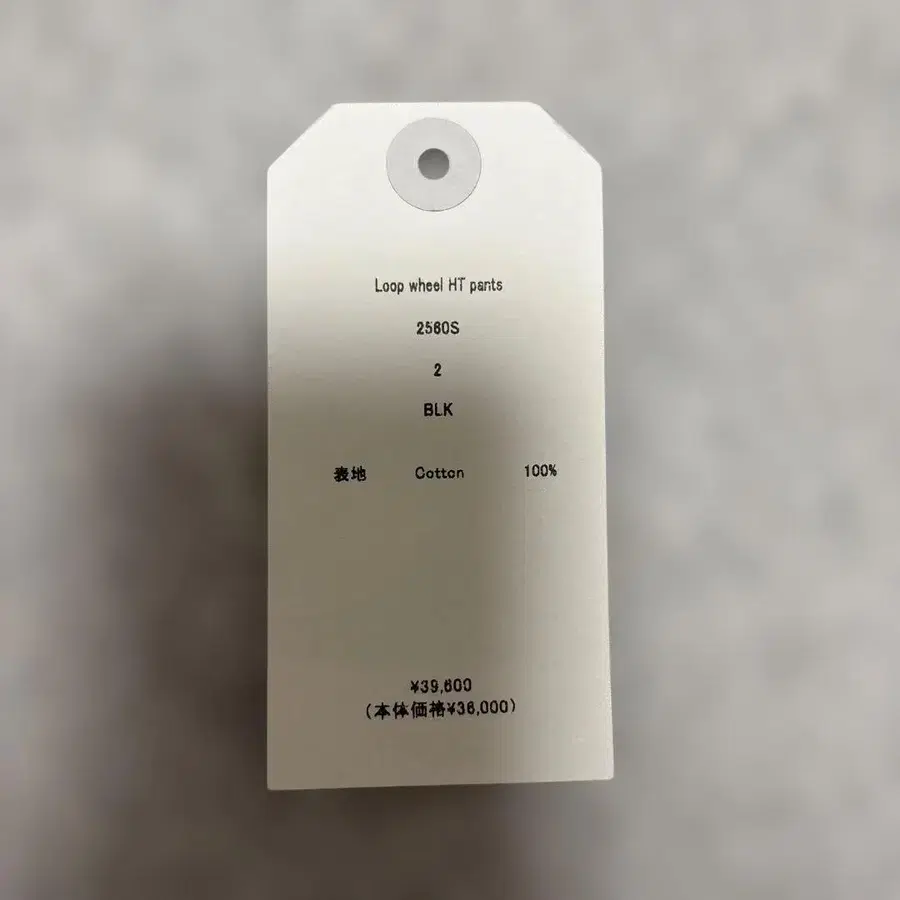 Loop wheel HT pants
2560S
2
BLK
表地 Cotton 100%
¥39,600
(本体価格¥36,000)